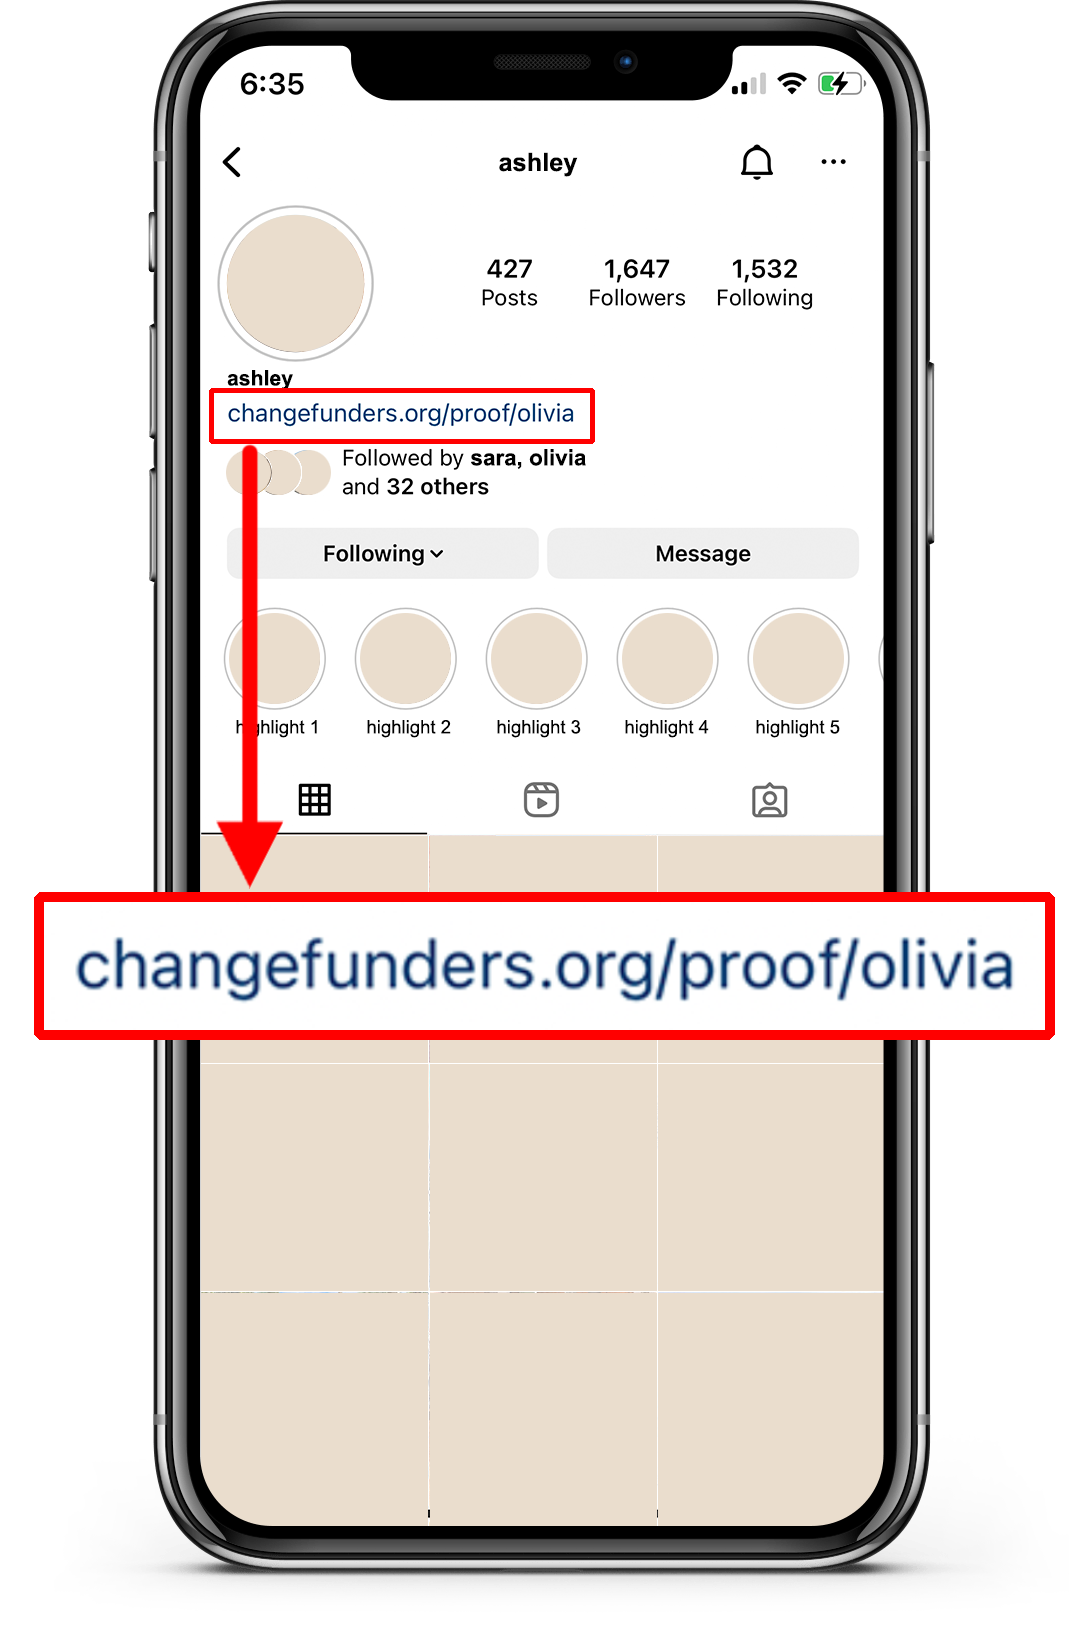 6:35
ashley
427 1,647 1,532
Posts Followers Following
ashley
changefunders.org/proof/olivia
Followed by sara, olivia
and 32 others
Following Message
highlight 1 highlight 2 highlight 3 highlight 4 highlight 5
changefunders.org/proof/olivia